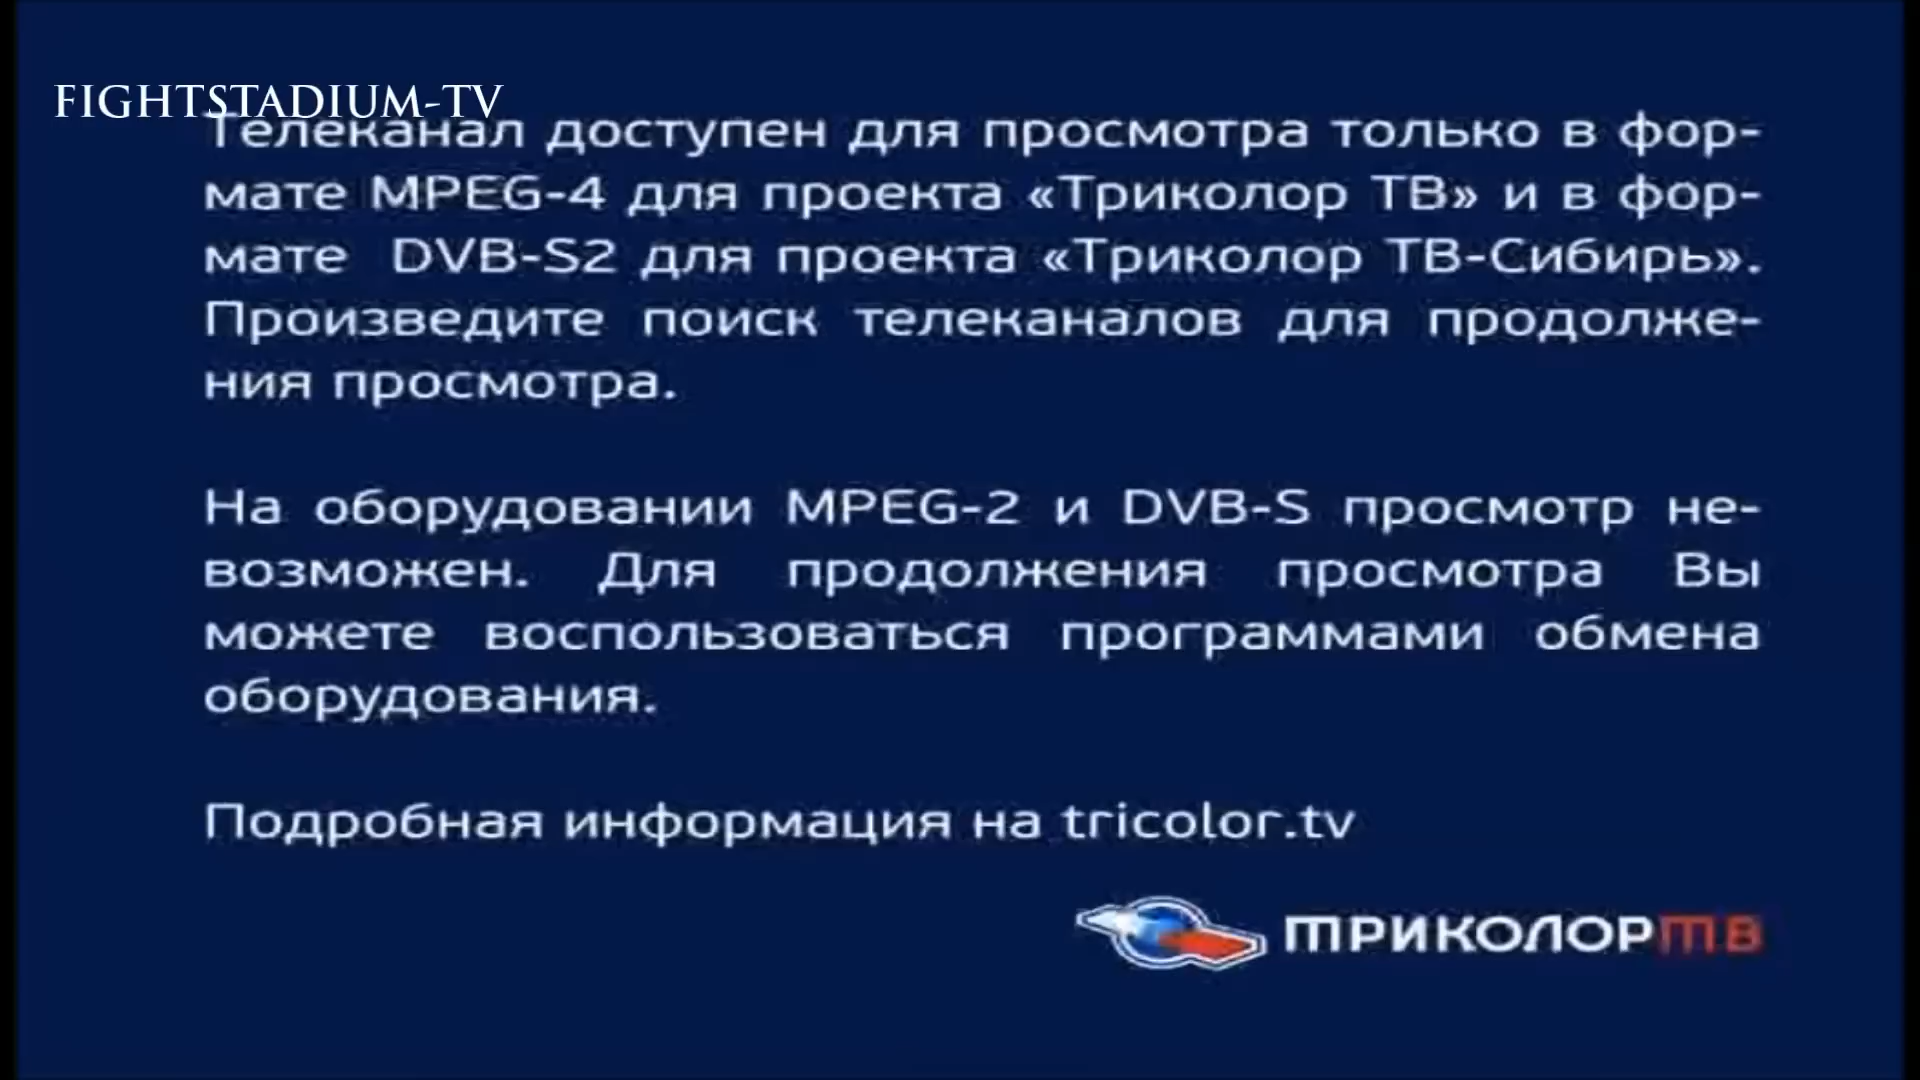 FIGHTSTADIUM-TV
Телеканал доступен для просмотра только в фор-
мате MPEG-4 для проекта «Триколор ТВ» и в фор-
мате DVB-S2 для проекта «Триколор ТВ-Сибирь».
Произведите поиск телеканалов для продолже-
ния просмотра.
На оборудовании MPEG-2 и DVB-S просмотр не-
возможен. Для продолжения просмотра Вы
можете воспользоваться программами обмена
оборудования.
Подробная информация на tricolor.tv
ТРИКОЛОР ТВ